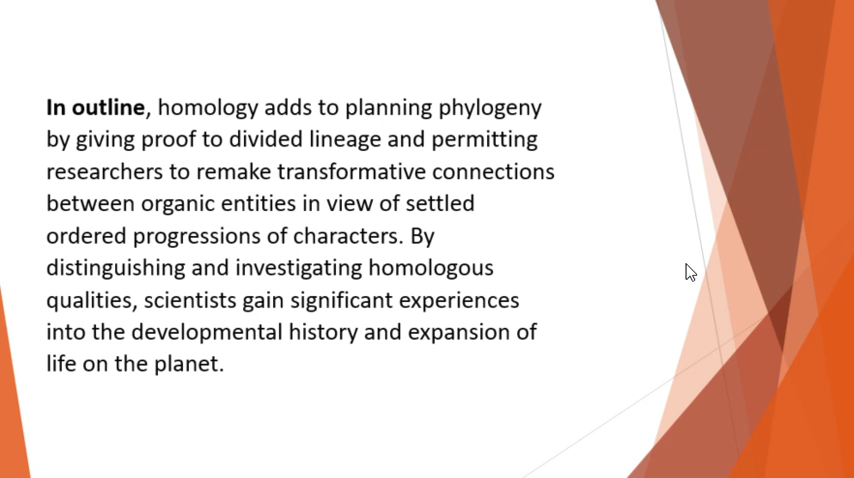 In outline, homology adds to planning phylogeny
by giving proof to divided lineage and permitting
researchers to remake transformative connections
between organic entities in view of settled
ordered progressions of characters. By
distinguishing and investigating homologous
qualities, scientists gain significant experiences
into the developmental history and expansion of
life on the planet.